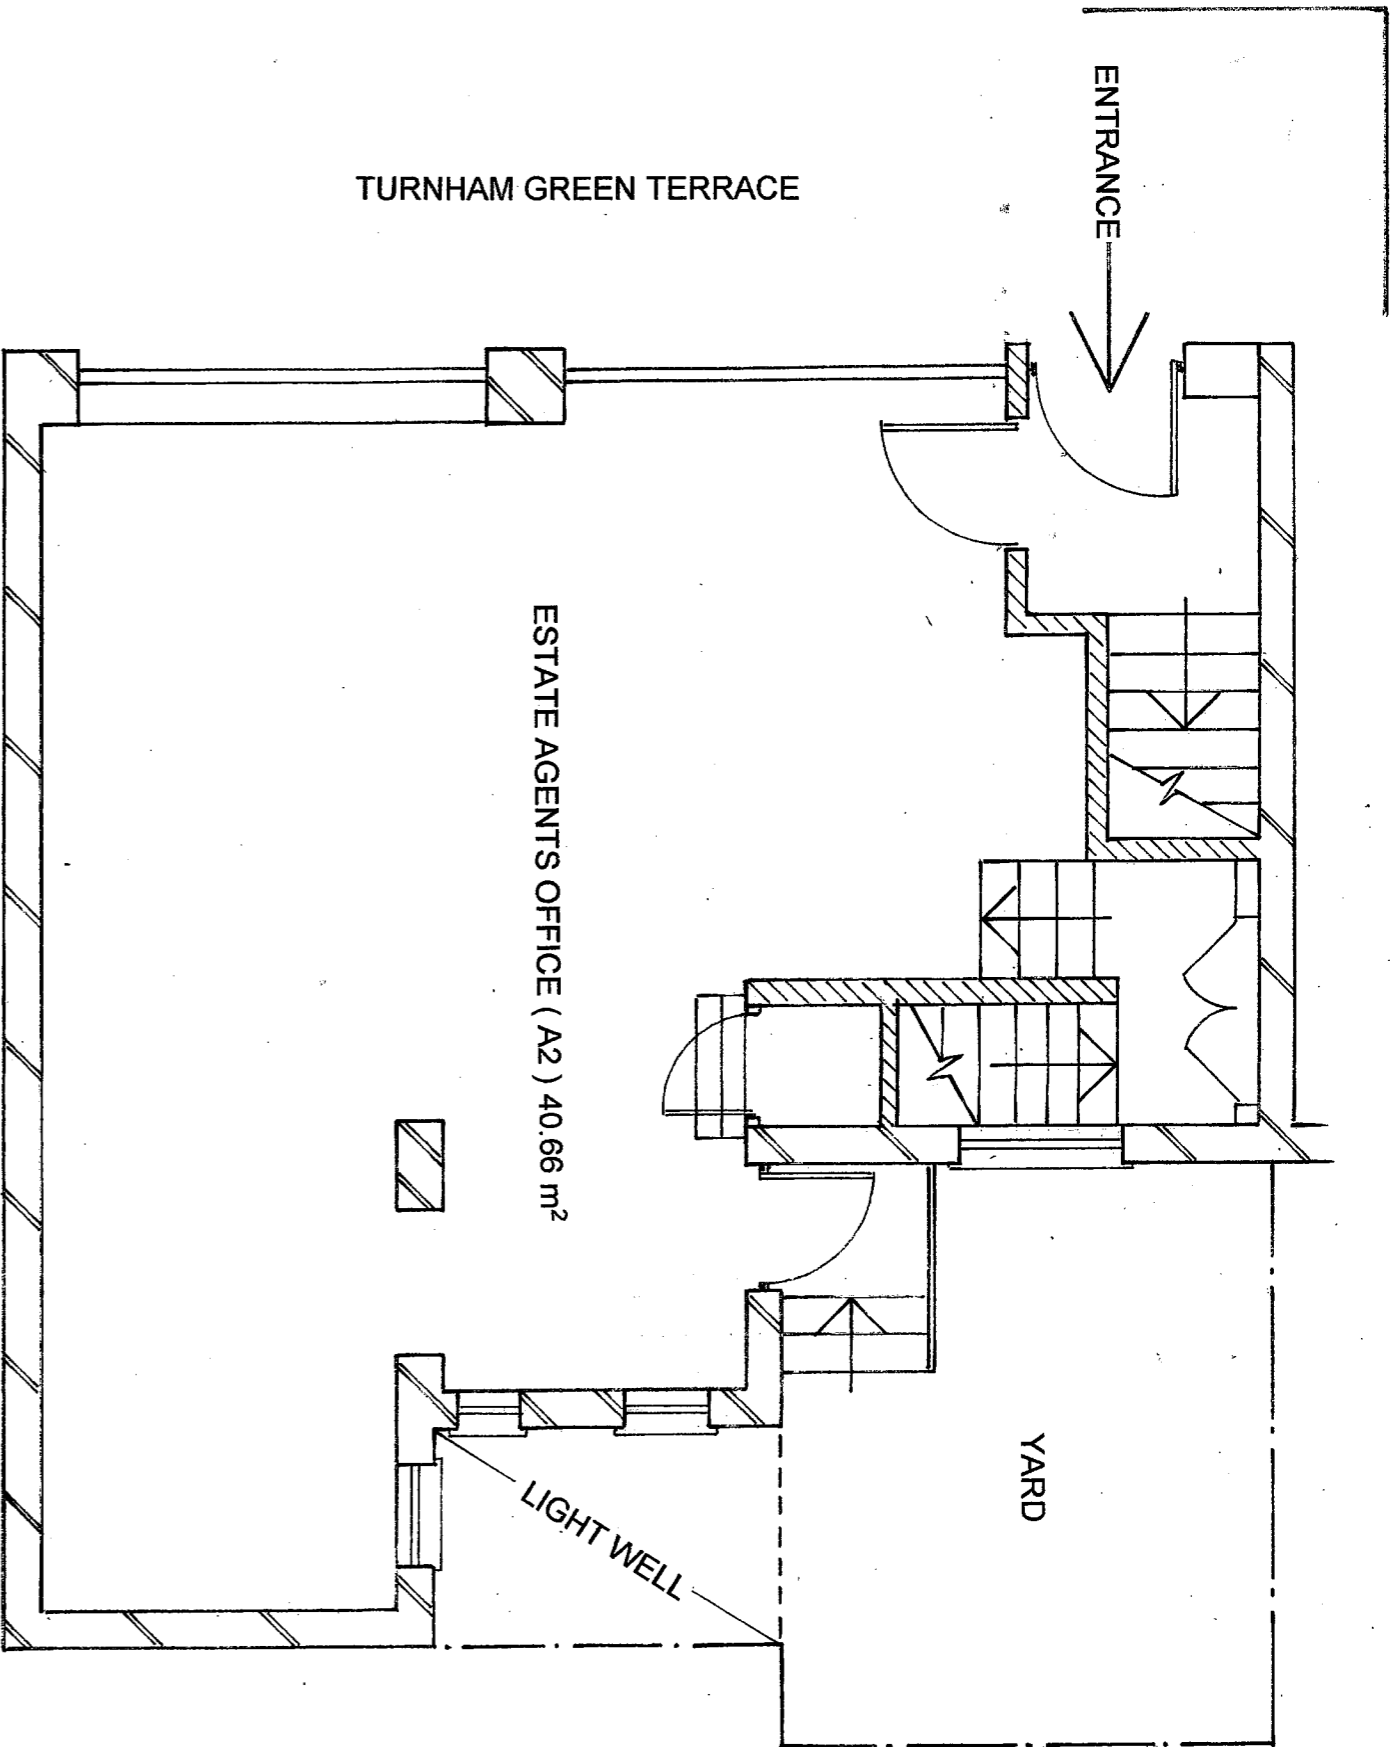 ENTRANCE
TURNHAM GREEN TERRACE
ESTATE AGENTS OFFICE ( A2 ) 40.66 m²
YARD
LIGHT WELL